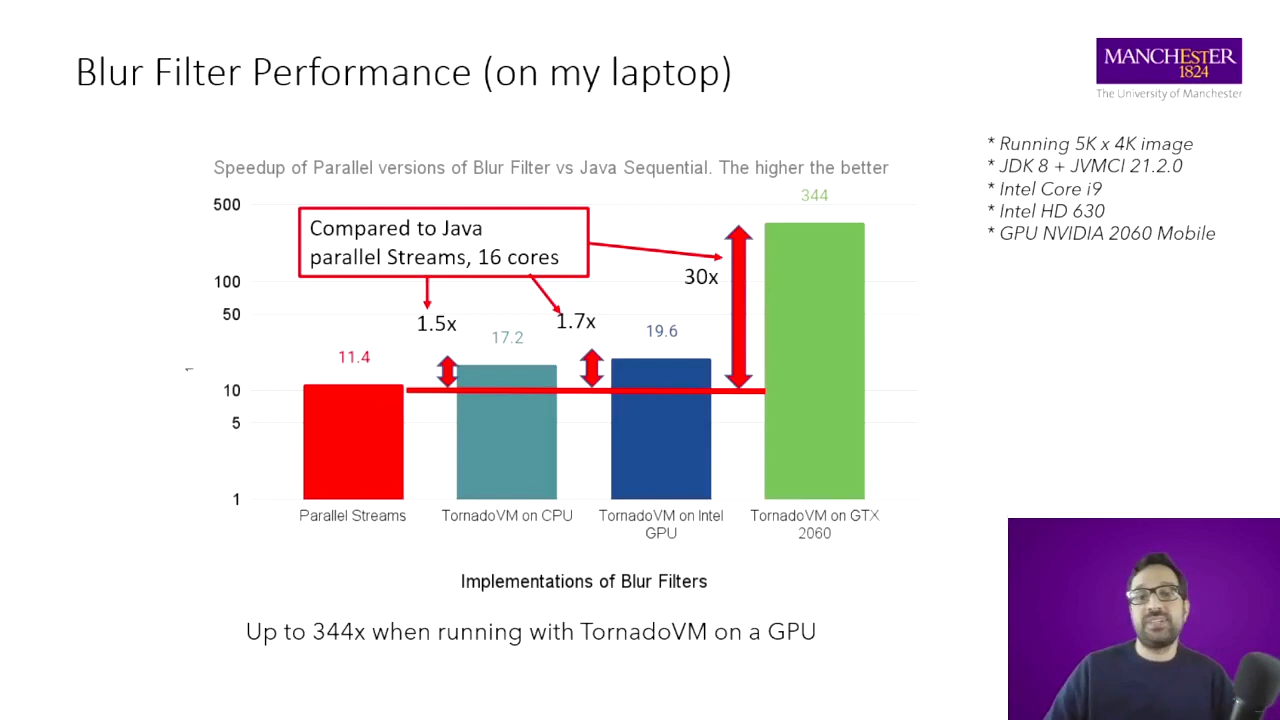 Blur Filter Performance (on my laptop)
MANCHESTER
1824
The University of Manchester
* Running 5K x 4K image
* JDK 8 + JVMCI 21.2.0
* Intel Core i9
* Intel HD 630
* GPU NVIDIA 2060 Mobile
Speedup of Parallel versions of Blur Filter vs Java Sequential. The higher the better
500
100
50
10
5
1
1
Compared to Java
parallel Streams, 16 cores
1.5x
1.7x
30x
11.4
17.2
19.6
344
Parallel Streams
TornadoVM on CPU
TornadoVM on Intel
GPU
TornadoVM on GTX
2060
Implementations of Blur Filters
Up to 344x when running with TornadoVM on a GPU